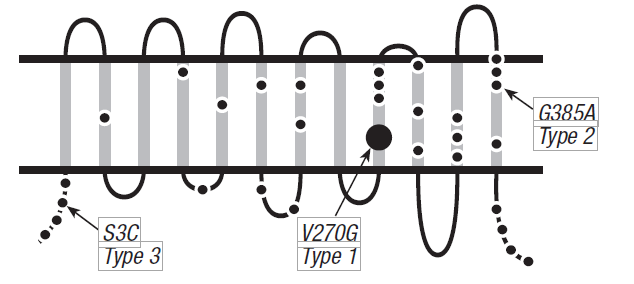 G385A
Type 2
S3C
Type 3
V270G
Type 1